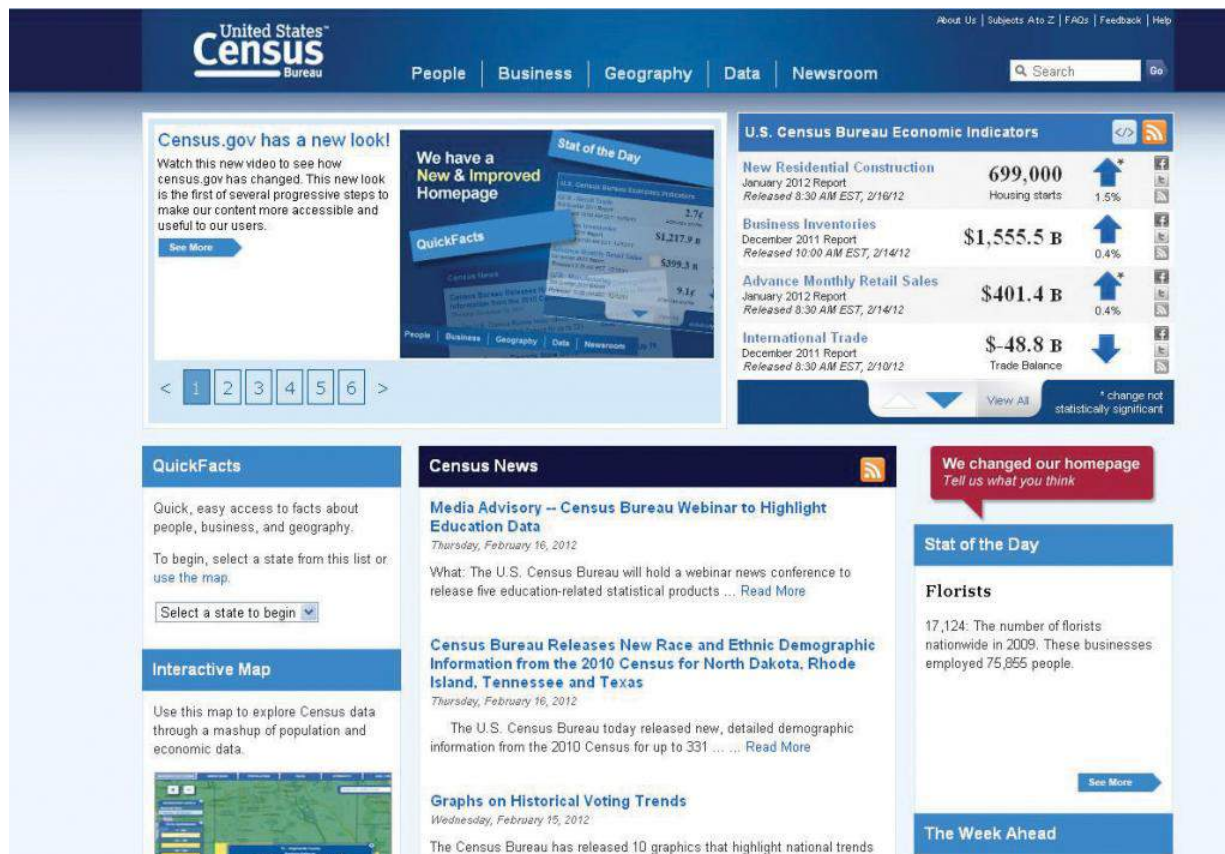 About Us | Subjects A to Z | FAQs | Feedback | Help
United States™
Census
Bureau
People | Business | Geography | Data | Newsroom
Search
Go
Census.gov has a new look!
Watch this new video to see how
census.gov has changed. This new look
is the first of several progressive steps to
make our content more accessible and
useful to our users.
See More
We have a
New & Improved
Homepage
Stat of the Day
QuickFacts
U.S. Census Bureau Economic Indicators
2.7¢
$1,217.9 B
$399.3 B
9.1¢
Census News
People | Business | Geography | Data | Newsroom
< 1 2 3 4 5 6 >
U.S. Census Bureau Economic Indicators
</>
New Residential Construction
January 2012 Report
Released 8:30 AM EST, 2/16/12
699,000
Housing starts
*
1.5%
Business Inventories
December 2011 Report
Released 10:00 AM EST, 2/14/12
$1,555.5 B
0.4%
Advance Monthly Retail Sales
January 2012 Report
Released 8:30 AM EST, 2/14/12
$401.4 B
*
0.4%
International Trade
December 2011 Report
Released 8:30 AM EST, 2/10/12
$-48.8 B
Trade Balance
View All
* change not
statistically significant
QuickFacts
Quick, easy access to facts about
people, business, and geography.
To begin, select a state from this list or
use the map.
Select a state to begin
Interactive Map
Use this map to explore Census data
through a mashup of population and
economic data.
Census News
Media Advisory -- Census Bureau Webinar to Highlight
Education Data
Thursday, February 16, 2012
What: The U.S. Census Bureau will hold a webinar news conference to
release five education-related statistical products ... Read More
Census Bureau Releases New Race and Ethnic Demographic
Information from the 2010 Census for North Dakota, Rhode
Island, Tennessee and Texas
Thursday, February 16, 2012
The U.S. Census Bureau today released new, detailed demographic
information from the 2010 Census for up to 331 ... ... Read More
Graphs on Historical Voting Trends
Wednesday, February 15, 2012
The Census Bureau has released 10 graphics that highlight national trends
We changed our homepage
Tell us what you think
Stat of the Day
Florists
17,124: The number of florists
nationwide in 2009. These businesses
employed 75,855 people.
See More
The Week Ahead